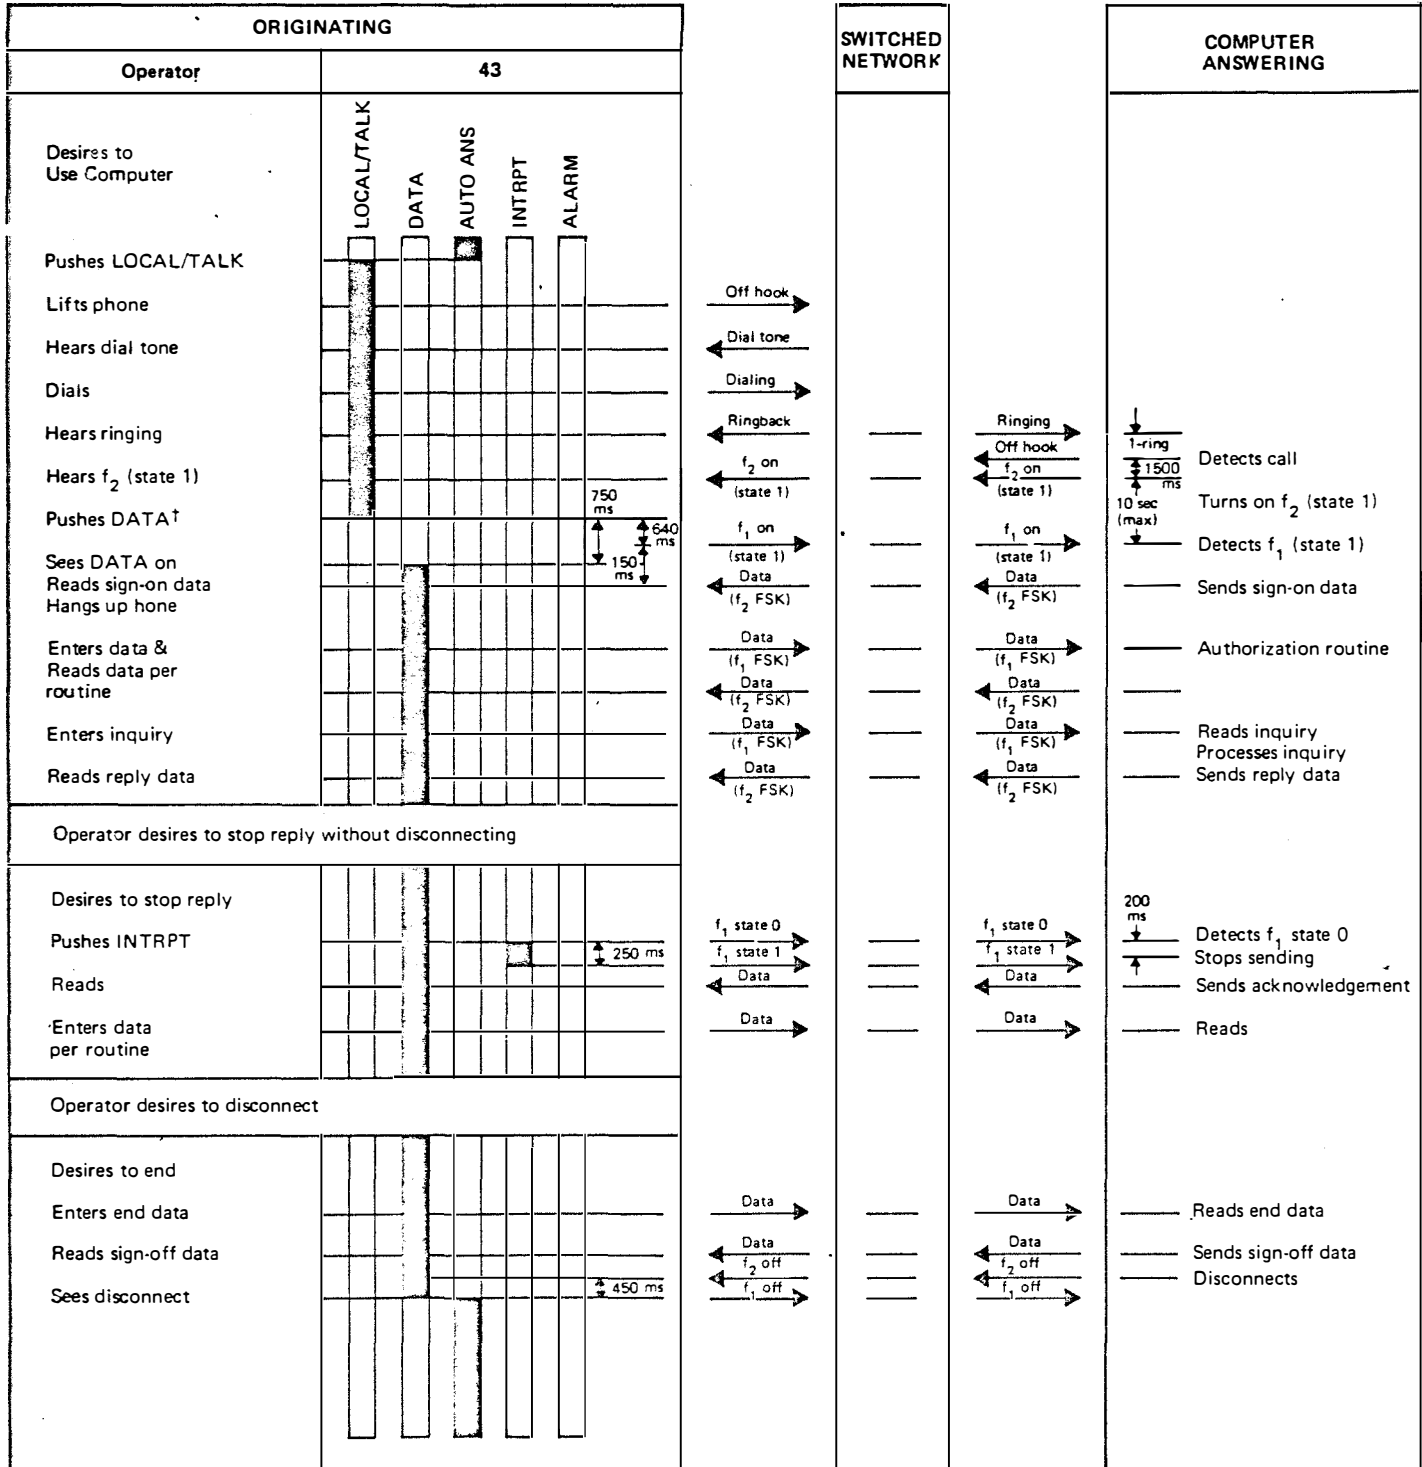 ORIGINATING
SWITCHED
NETWORK
COMPUTER
ANSWERING
Operator
43
Desires to
Use Computer
LOCAL/TALK
DATA
AUTO ANS
INTRPT
ALARM
Pushes LOCAL/TALK
Lifts phone
Off hook
Hears dial tone
Dial tone
Dials
Dialing
Hears ringing
Ringback
Ringing
1-ring
Off hook
Detects call
Hears f2 (state 1)
f2 on
(state 1)
f2 on
(state 1)
1500
ms
Turns on f2 (state 1)
750
ms
10 sec
(max)
Pushes DATA†
640
ms
f1 on
(state 1)
f1 on
(state 1)
Detects f1 (state 1)
Sees DATA on
150
ms
Reads sign-on data
Data
(f2 FSK)
Data
(f2 FSK)
Sends sign-on data
Hangs up hone
Enters data &
Reads data per
routine
Data
(f1 FSK)
Data
(f1 FSK)
Authorization routine
Data
(f2 FSK)
Data
(f2 FSK)
Enters inquiry
Data
(f1 FSK)
Data
(f1 FSK)
Reads inquiry
Processes inquiry
Reads reply data
Data
(f2 FSK)
Data
(f2 FSK)
Sends reply data
Operator desires to stop reply without disconnecting
Desires to stop reply
200
ms
Pushes INTRPT
250 ms
f1 state 0
f1 state 0
Detects f1 state 0
f1 state 1
f1 state 1
Stops sending
Reads
Data
Data
Sends acknowledgement
Enters data
per routine
Data
Data
Reads
Operator desires to disconnect
Desires to end
Enters end data
Data
Data
Reads end data
Reads sign-off data
Data
Data
Sends sign-off data
f2 off
f2 off
Disconnects
Sees disconnect
450 ms
f1 off
f1 off